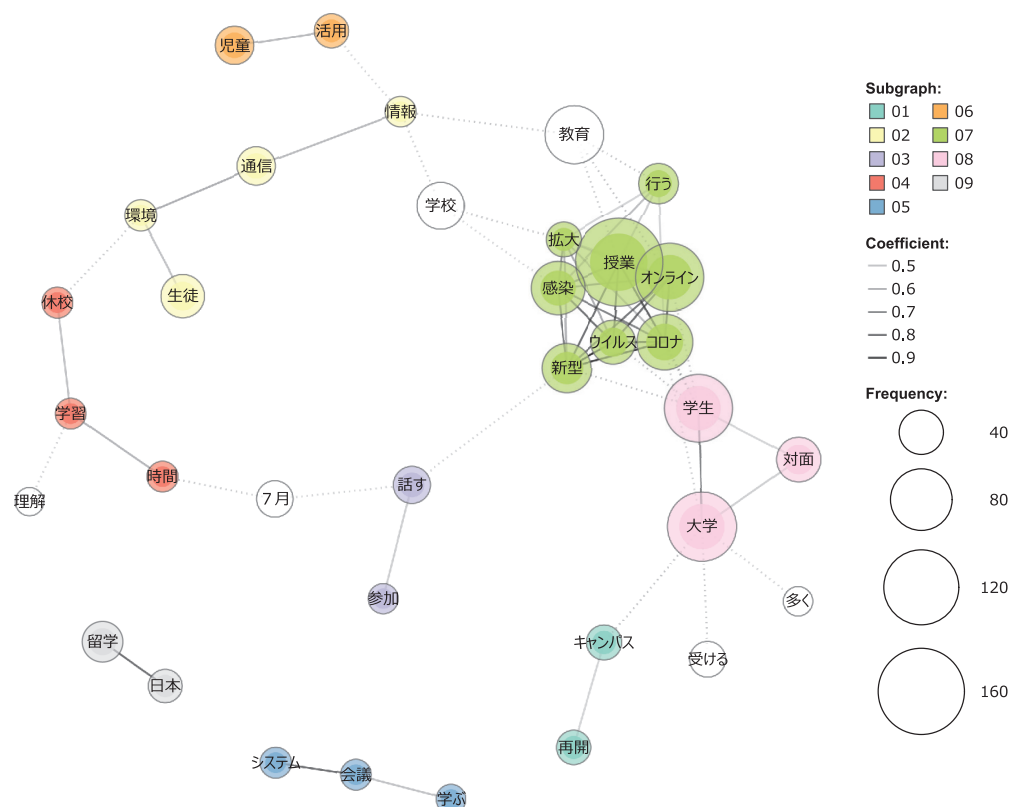 児童
活用
情報
教育
通信
行う
学校
環境
拡大
授業
オンライン
感染
生徒
休校
ウイルス
コロナ
新型
学生
学習
対面
時間
話す
7月
理解
大学
参加
多く
留学
キャンパス
受ける
日本
再開
システム
会議
学ぶ
Subgraph:
01 06
02 07
03 08
04 09
05
Coefficient:
0.5
0.6
0.7
0.8
0.9
Frequency:
40
80
120
160